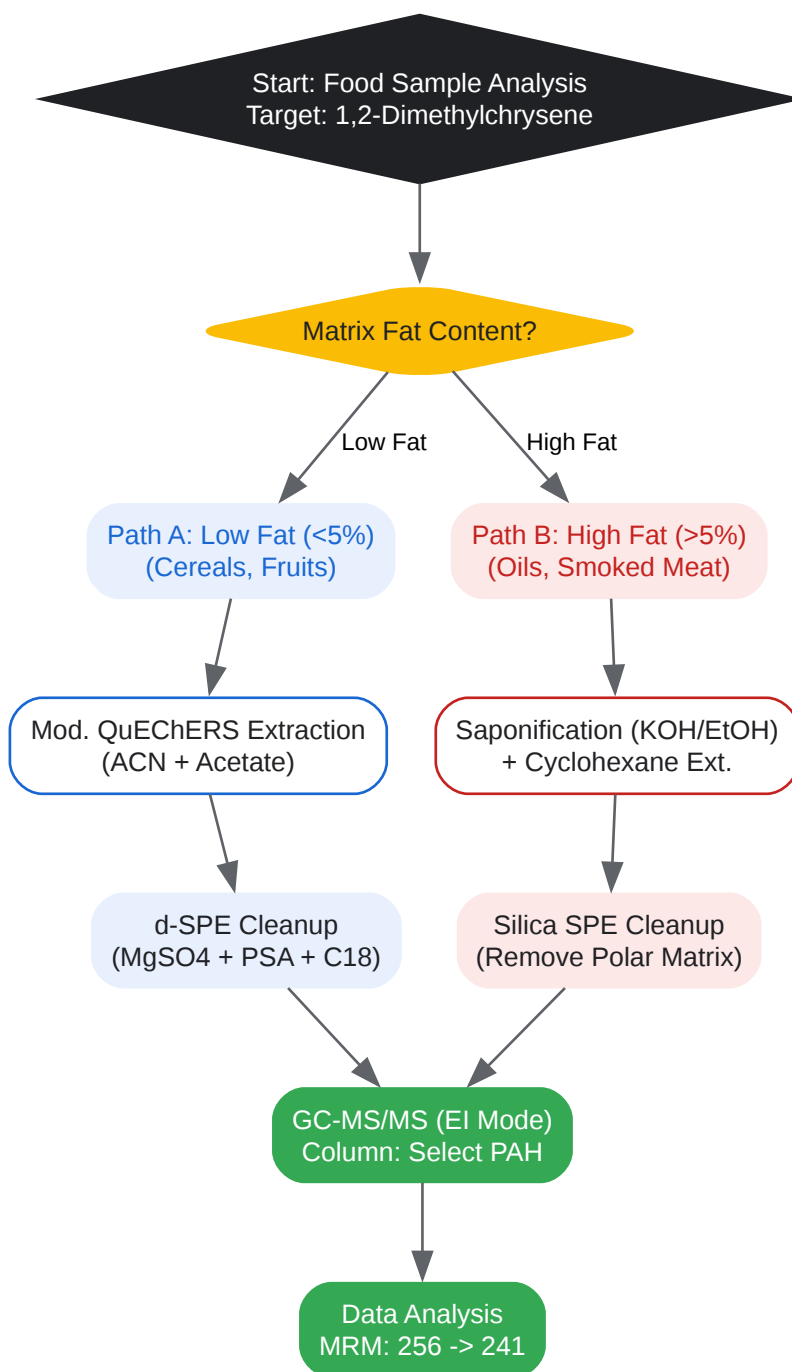 Start: Food Sample Analysis
Target: 1,2-Dimethylchrysene
Matrix Fat Content?
Low Fat
High Fat
Path A: Low Fat (<5%)
(Cereals, Fruits)
Path B: High Fat (>5%)
(Oils, Smoked Meat)
Mod. QuEChERS Extraction
(ACN + Acetate)
Saponification (KOH/EtOH)
+ Cyclohexane Ext.
d-SPE Cleanup
(MgSO4 + PSA + C18)
Silica SPE Cleanup
(Remove Polar Matrix)
GC-MS/MS (EI Mode)
Column: Select PAH
Data Analysis
MRM: 256 -> 241